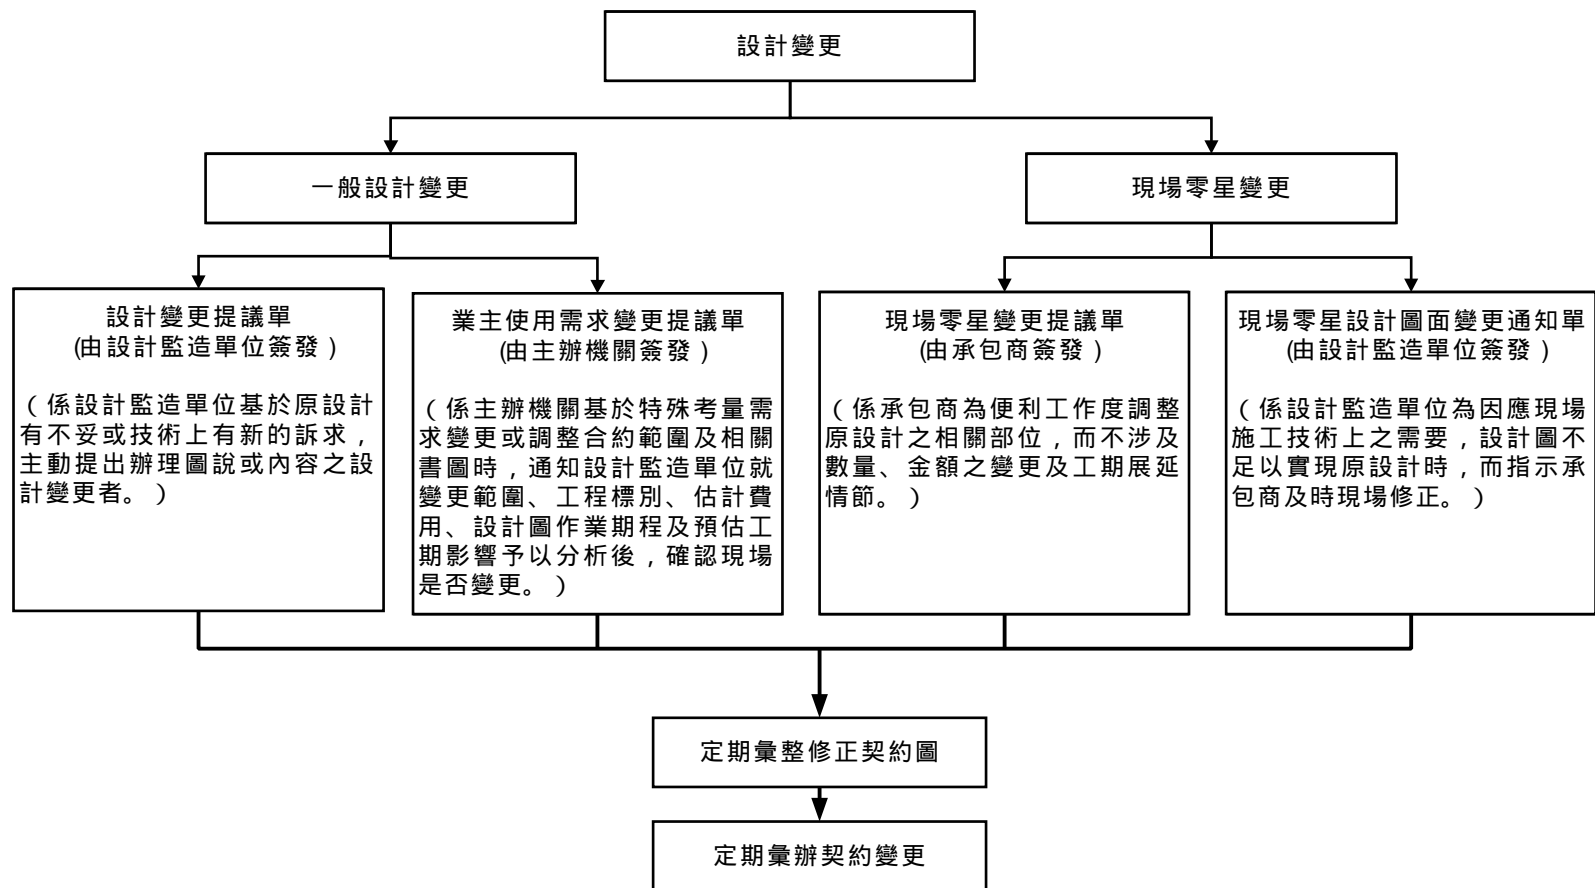 設計變更
一般設計變更
現場零星變更
設計變更提議單
(由設計監造單位簽發)
(係設計監造單位基於原設計
有不妥或技術上有新的訴求,
主動提出辦理圖說或內容之設
計變更者。)
業主使用需求變更提議單
(由主辦機關簽發)
(係主辦機關基於特殊考量需
求變更或調整合約範圍及相關
書圖時,通知設計監造單位就
變更範圍、工程標別、估計費
用、設計圖作業期程及預估工
期影響予以分析後,確認現場
是否變更。)
現場零星變更提議單
(由承包商簽發)
(係承包商為便利工作度調整
原設計之相關部位,而不涉及
數量、金額之變更及工期展延
情節。)
現場零星設計圖面變更通知單
(由設計監造單位簽發)
(係設計監造單位為因應現場
施工技術上之需要,設計圖不
足以實現原設計時,而指示承
包商及時現場修正。)
定期彙整修正契約圖
定期彙辦契約變更